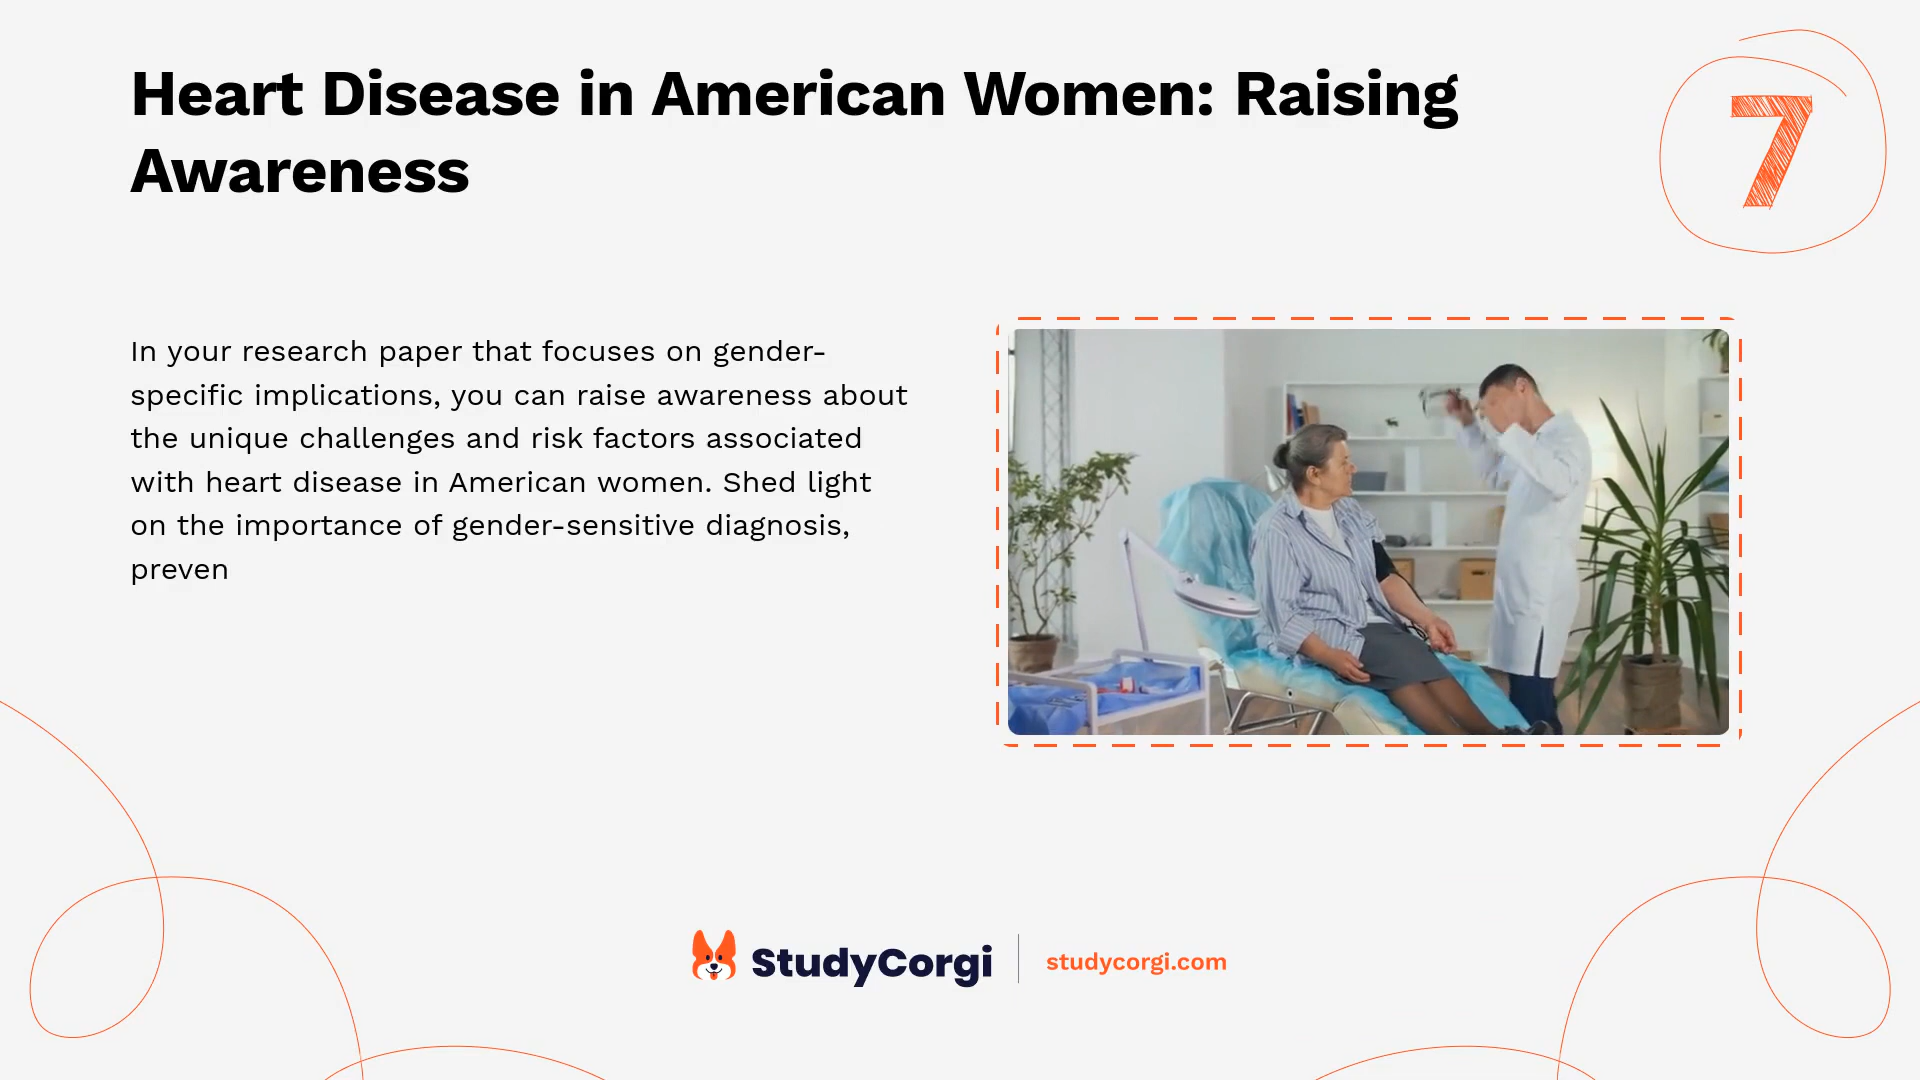 Heart Disease in American Women: Raising
Awareness
7
In your research paper that focuses on gender-
specific implications, you can raise awareness about
the unique challenges and risk factors associated
with heart disease in American women. Shed light
on the importance of gender-sensitive diagnosis,
preven
StudyCorgi
studycorgi.com